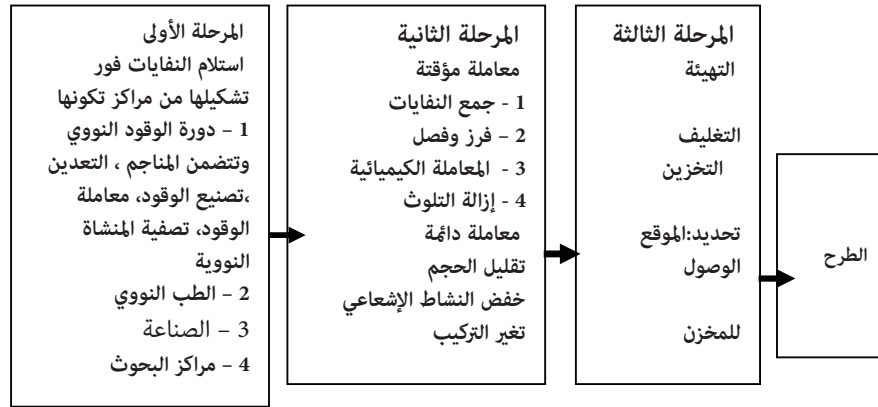 المرحلة الأولى
استلام النفايات فور
تشكيلها من مراكز تكونها
1 - دورة الوقود النووي
وتتضمن المناجم ، التعدين
،تصنيع الوقود، معاملة
الوقود، تصفية المنشاة
النووية
2 - الطب النووي
3 - الصناعة
4 - مراكز البحوث
المرحلة الثانية
معاملة مؤقتة
1 - جمع النفايات
2 - فرز وفصل
3 - المعاملة الكيميائية
4 - إزالة التلوث
معاملة دائمة
تقليل الحجم
خفض النشاط الإشعاعي
تغير التركيب
المرحلة الثالثة
التهيئة
التغليف
التخزين
تحديد:الموقع
الوصول
للمخزن
الطرح